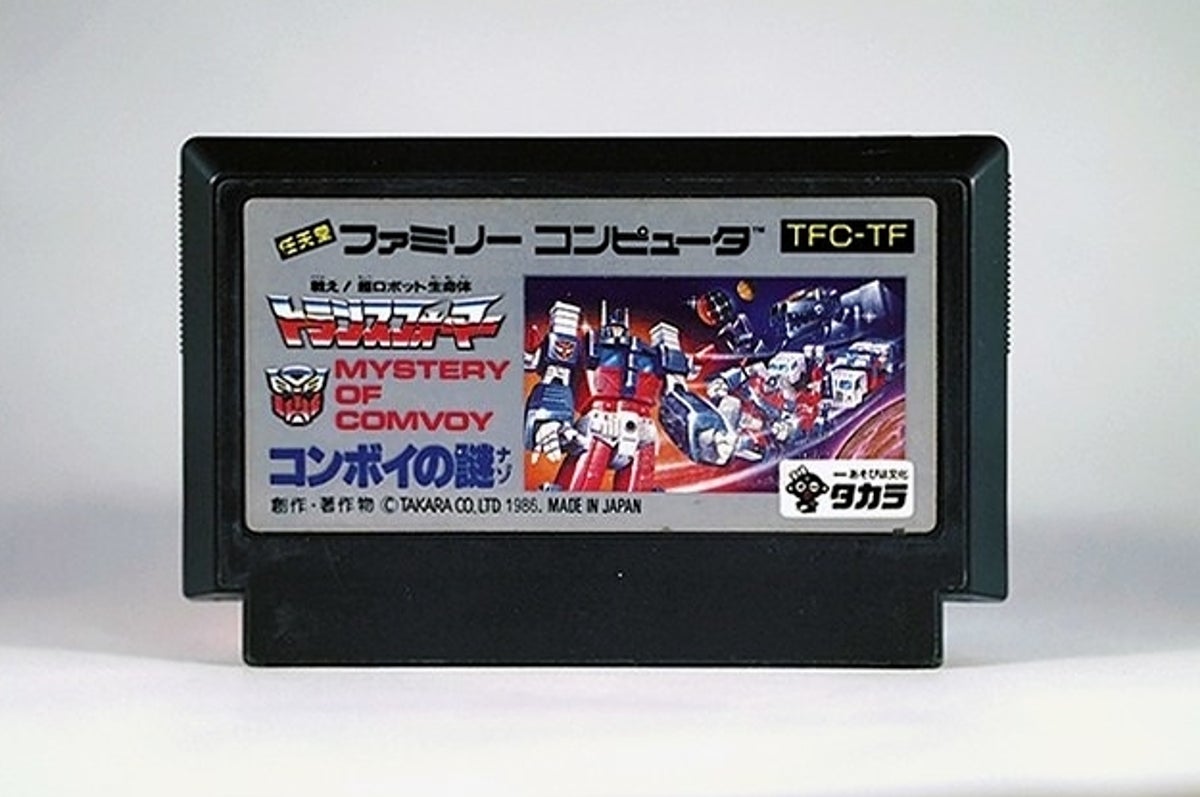 任天堂 ファミリー コンピュータ™ TFC-TF
戦え!超ロボット生命体
トランスフォーマー
MYSTERY
OF
COMVOY
コンボイの謎
ナゾ
創作・著作物 ©TAKARA CO.LTD 1986. MADE IN JAPAN
あそびは文化
タカラ